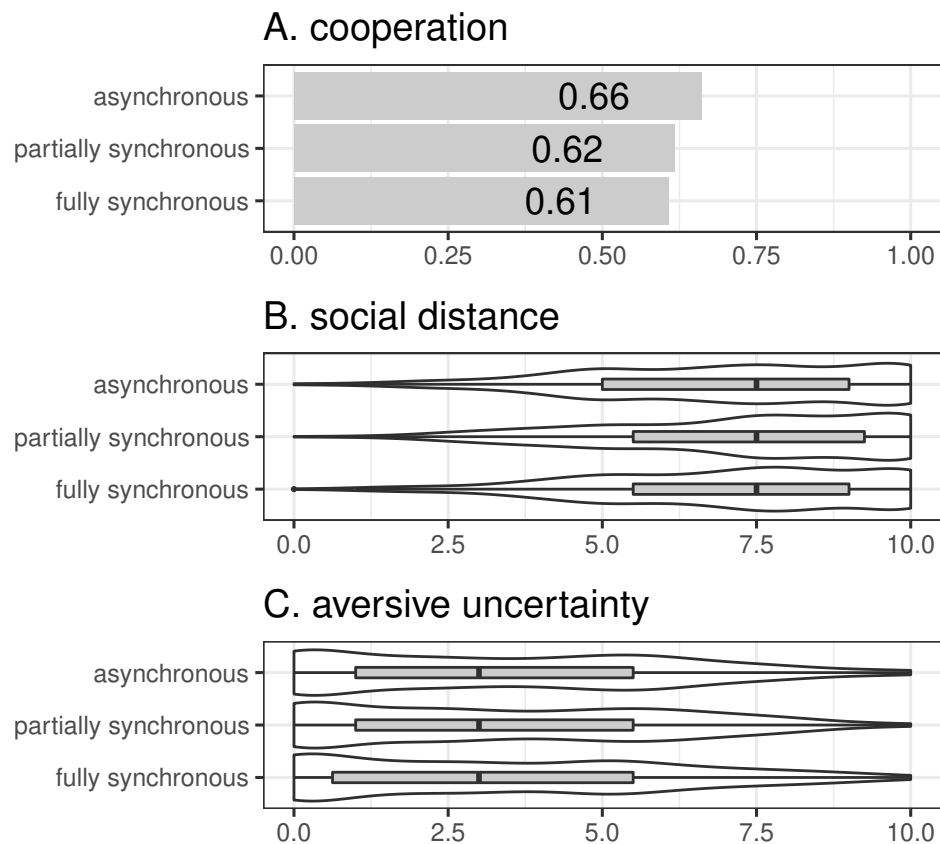 A. cooperation
asynchronous
0.66
partially synchronous
0.62
fully synchronous
0.61
0.00 0.25 0.50 0.75 1.00
B. social distance
asynchronous
partially synchronous
fully synchronous
0.0 2.5 5.0 7.5 10.0
C. aversive uncertainty
asynchronous
partially synchronous
fully synchronous
0.0 2.5 5.0 7.5 10.0